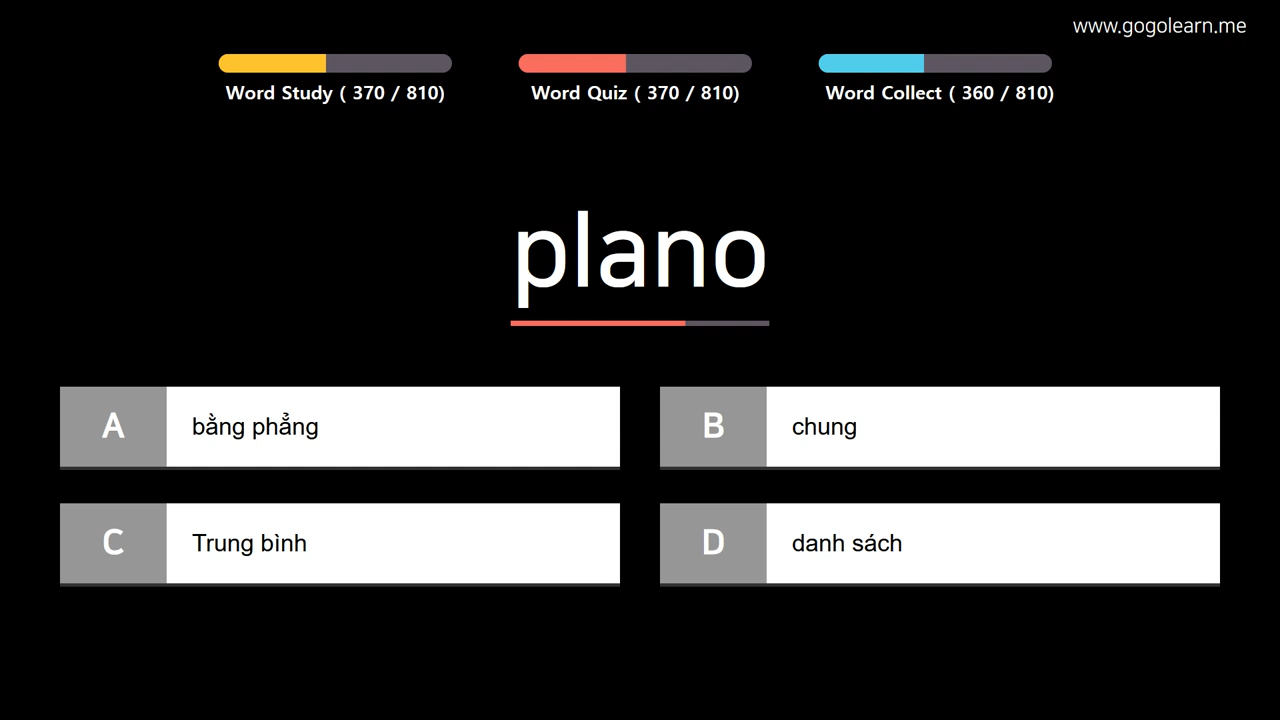 www.gogolearn.me
Word Study ( 370 / 810)
Word Quiz ( 370 / 810)
Word Collect ( 360 / 810)
plano
A
bằng phẳng
B
chung
C
Trung bình
D
danh sách